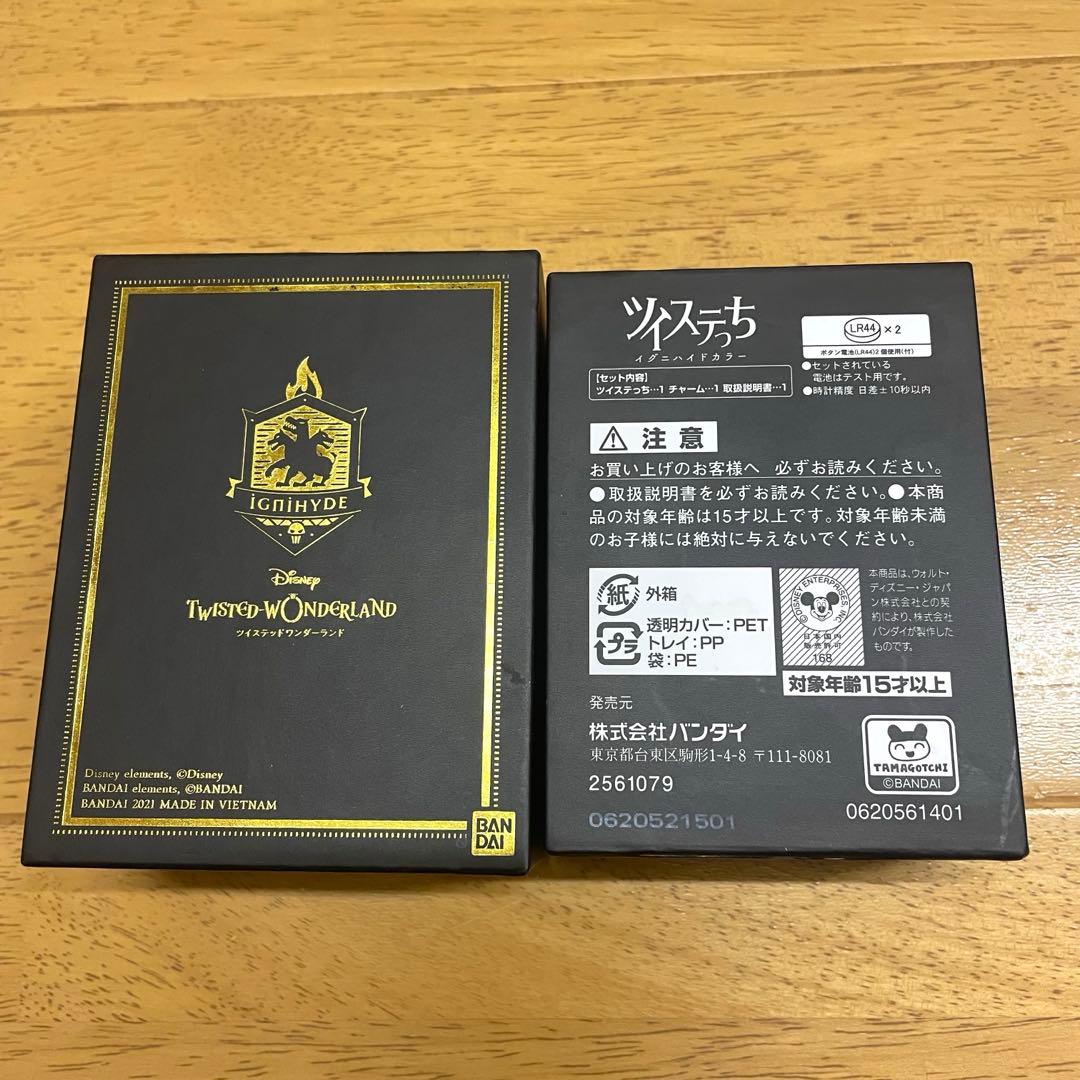 IGNIHYDE
Disney
TWISTED-WONDERLAND
ツイステッドワンダーランド
Disney elements, ©Disney
BANDAI elements, ©BANDAI
BANDAI 2021 MADE IN VIETNAM
BAN
DAI
ツイステっち
イグニハイドカラー
【セット内容】
ツイステっち…1 チャーム…1 取扱説明書…1
LR44 × 2
ボタン電池(LR44)2個使用(付)
●セットされている
電池はテスト用です。
●時計精度 日差±10秒以内
⚠ 注意
お買い上げのお客様へ 必ずお読みください。
●取扱説明書を必ずお読みください。●本商
品の対象年齢は15才以上です。対象年齢未満
のお子様には絶対に与えないでください。
紙 外箱
プラ
透明カバー:PET
トレイ:PP
袋:PE
©DISNEY ENTERPRISES, INC.
日本国内
販売許可
168
本商品は、ウォルト・
ディズニー・ジャパ
ン株式会社との契
約により、株式会社
バンダイが製作した
ものです。
対象年齢15才以上
発売元
株式会社バンダイ
東京都台東区駒形1-4-8 〒111-8081
2561079
0620521501
TAMAGOTCHI
©BANDAI
0620561401